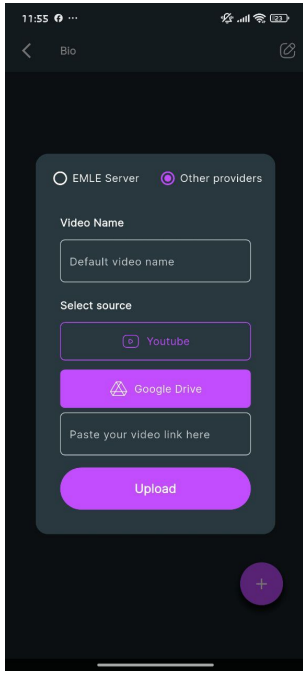 11:55
Bio
EMLE Server
Other providers
Video Name
Default video name
Select source
Youtube
Google Drive
Paste your video link here
Upload